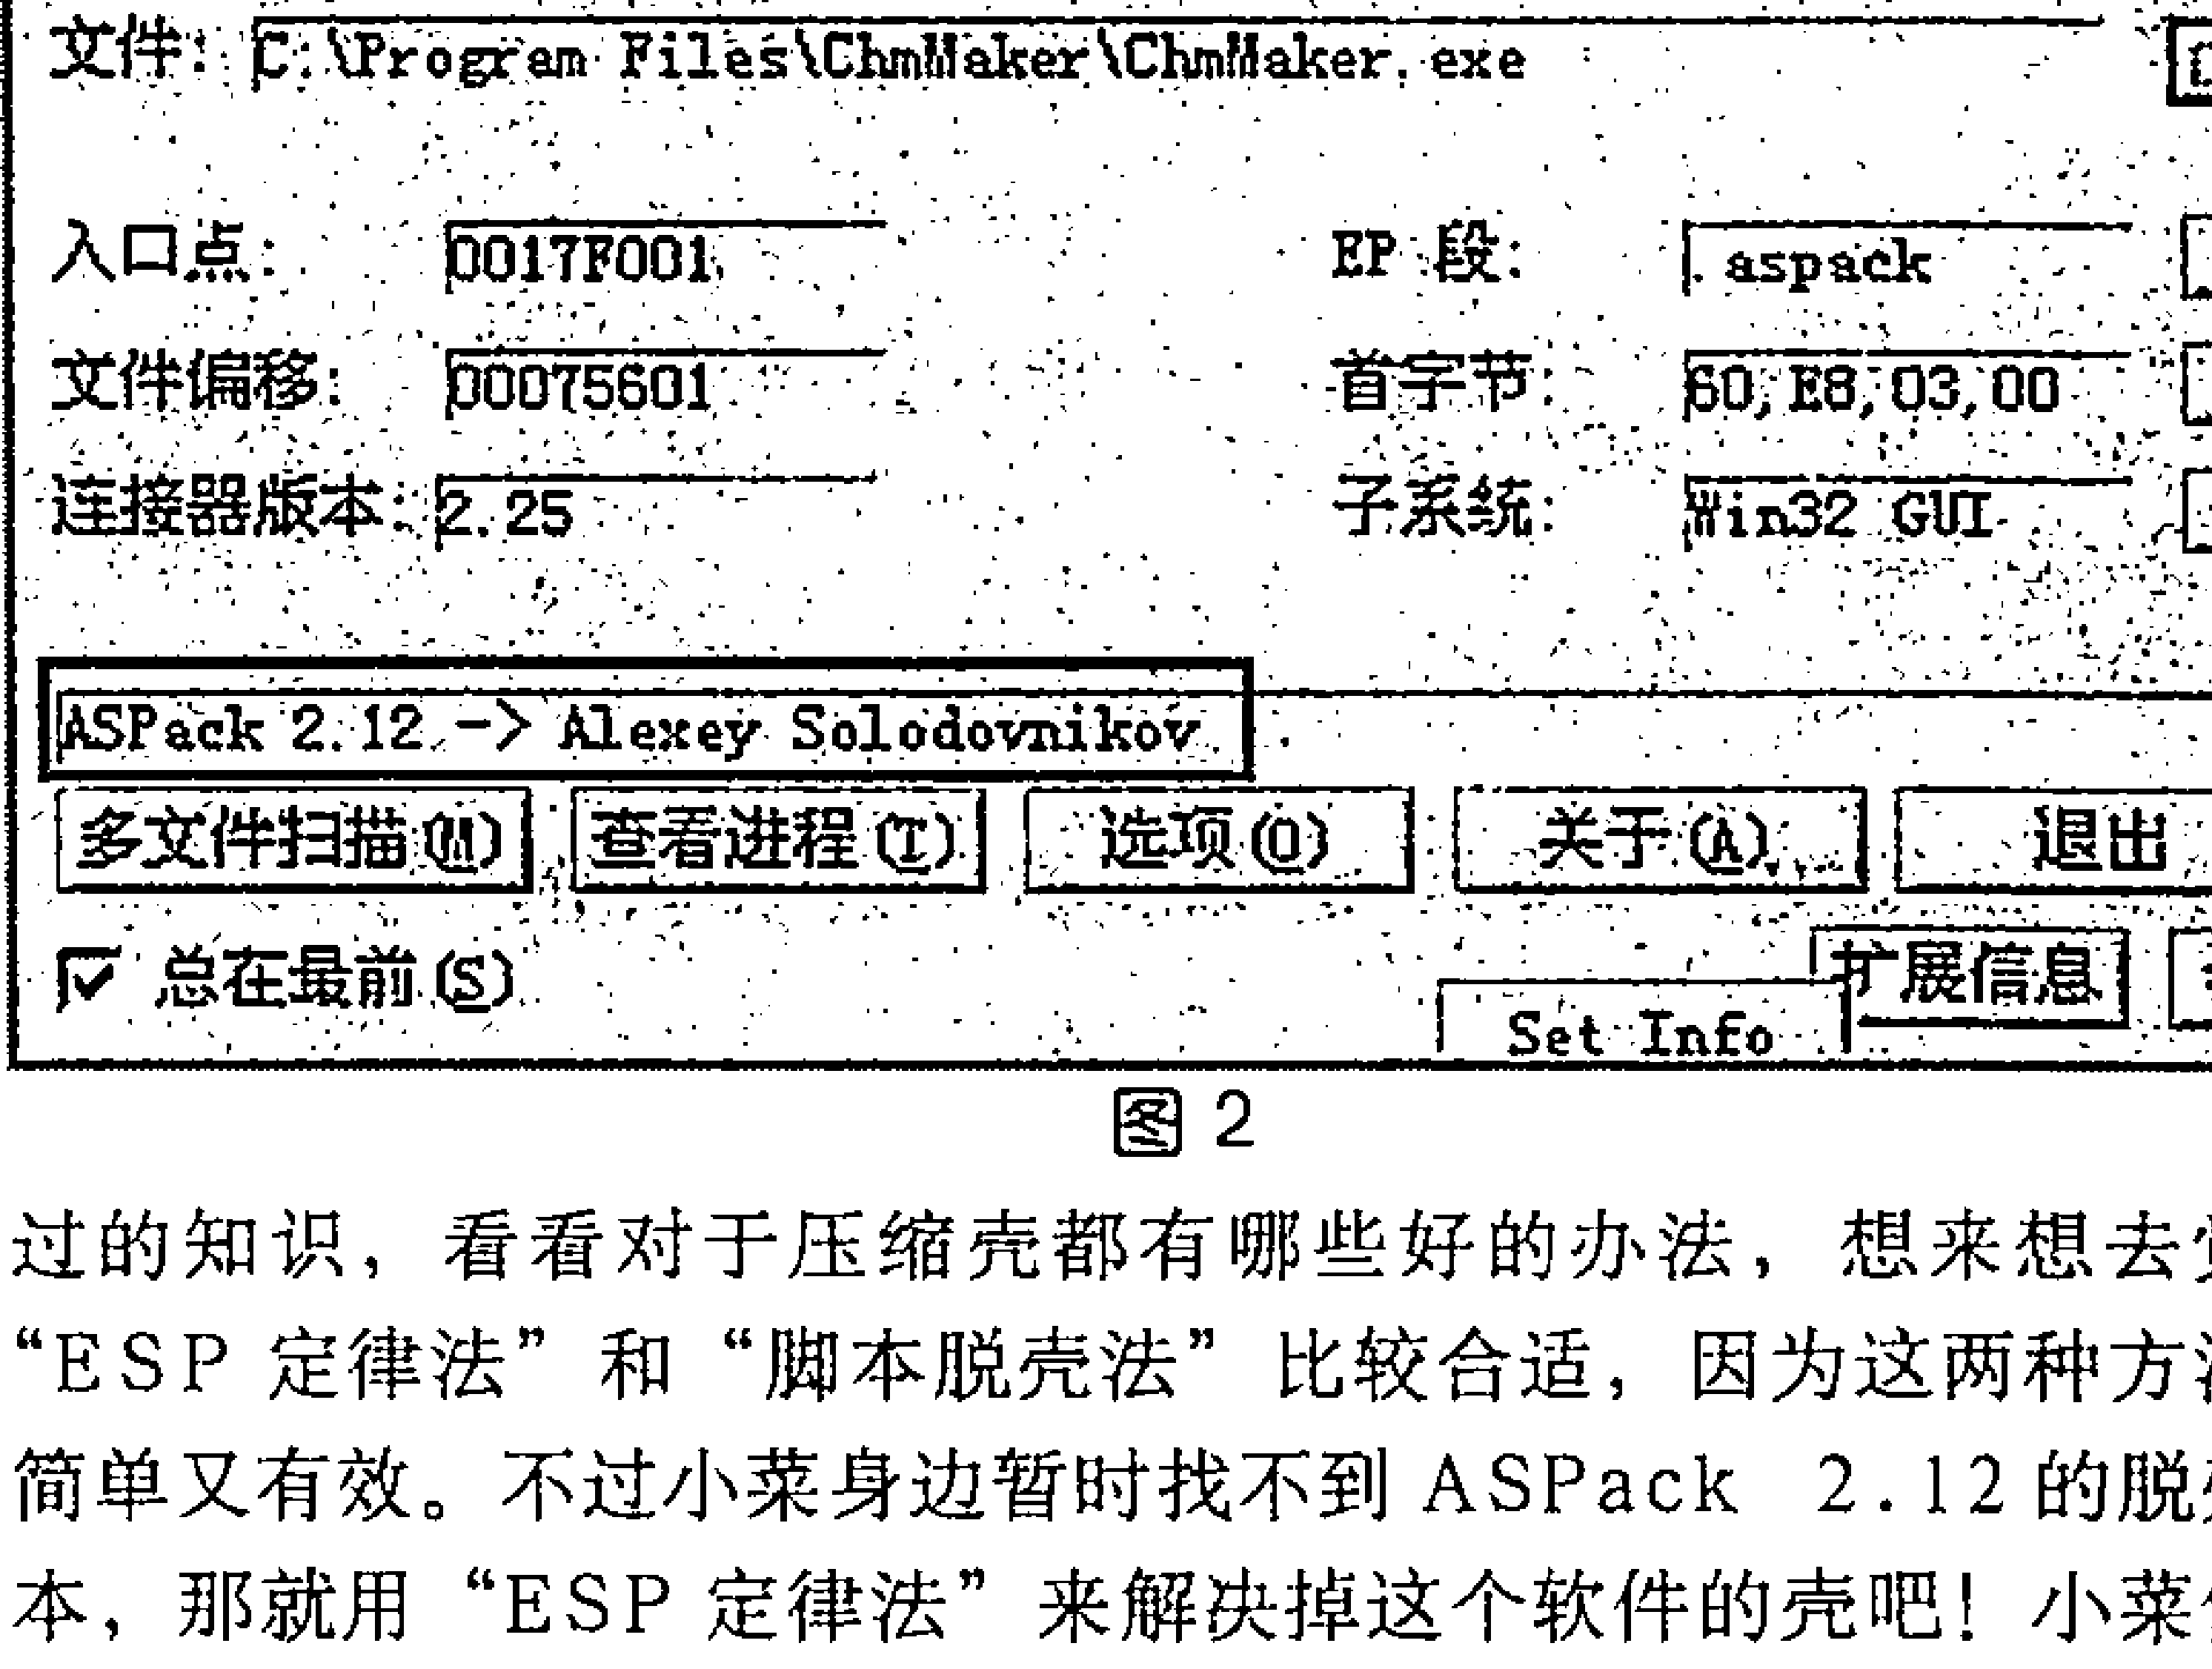 文件: C:\Program Files\ChmMaker\ChmMaker.exe
入口点: 0017F001 EP 段: .aspack
文件偏移: 00075601 首字节: 60,E8,03,00
连接器版本: 2.25 子系统: Win32 GUI
ASPack 2.12 -> Alexey Solodovnikov
多文件扫描(M) 查看进程(T) 选项(O) 关于(A) 退出
总在最前(S) 扩展信息
Set Info
图 2
过的知识，看看对于压缩壳都有哪些好的办法，想来想去
“ESP 定律法”和“脚本脱壳法”比较合适，因为这两种方
简单又有效。不过小菜身边暂时找不到 ASPack 2.12 的脱
本，那就用“ESP 定律法”来解决掉这个软件的壳吧！小菜